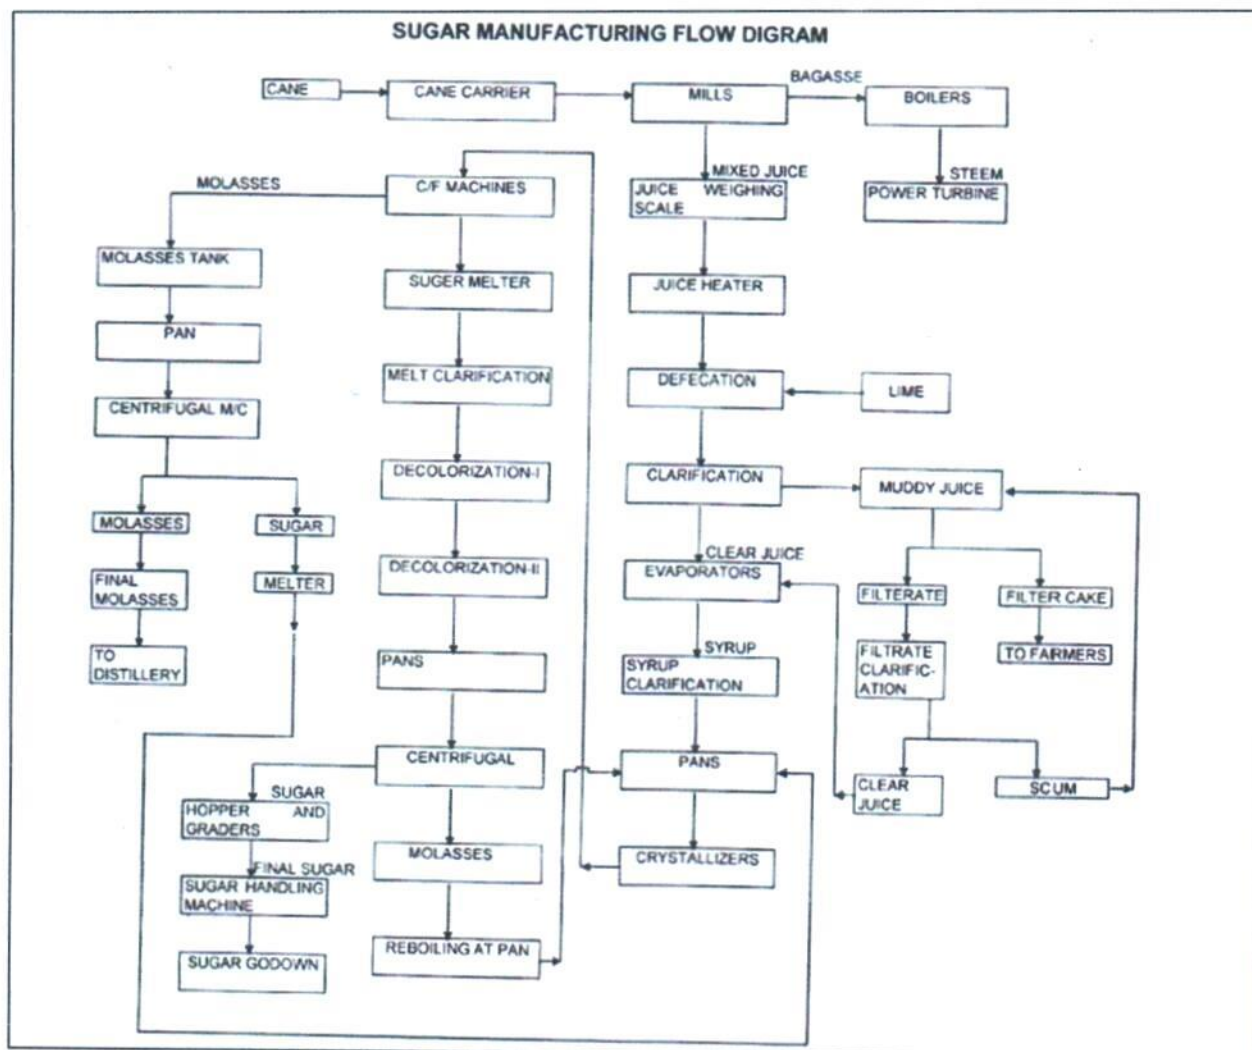 SUGAR MANUFACTURING FLOW DIGRAM
CANE
CANE CARRIER
MILLS
BAGASSE
BOILERS
MIXED JUICE
STEEM
POWER TURBINE
JUICE WEIGHING
SCALE
JUICE HEATER
DEFECATION
LIME
CLARIFICATION
MUDDY JUICE
CLEAR JUICE
EVAPORATORS
FILTERATE
FILTER CAKE
FILTRATE
CLARIFIC-
ATION
TO FARMERS
SYRUP
SYRUP
CLARIFICATION
PANS
CLEAR
JUICE
SCUM
CRYSTALLIZERS
C/F MACHINES
MOLASSES
MOLASSES TANK
PAN
CENTRIFUGAL M/C
MOLASSES
SUGAR
FINAL
MOLASSES
MELTER
TO
DISTILLERY
SUGER MELTER
MELT CLARIFICATION
DECOLORIZATION-I
DECOLORIZATION-II
PANS
CENTRIFUGAL
SUGAR
HOPPER AND
GRADERS
FINAL SUGAR
SUGAR HANDLING
MACHINE
SUGAR GODOWN
MOLASSES
REBOILING AT PAN